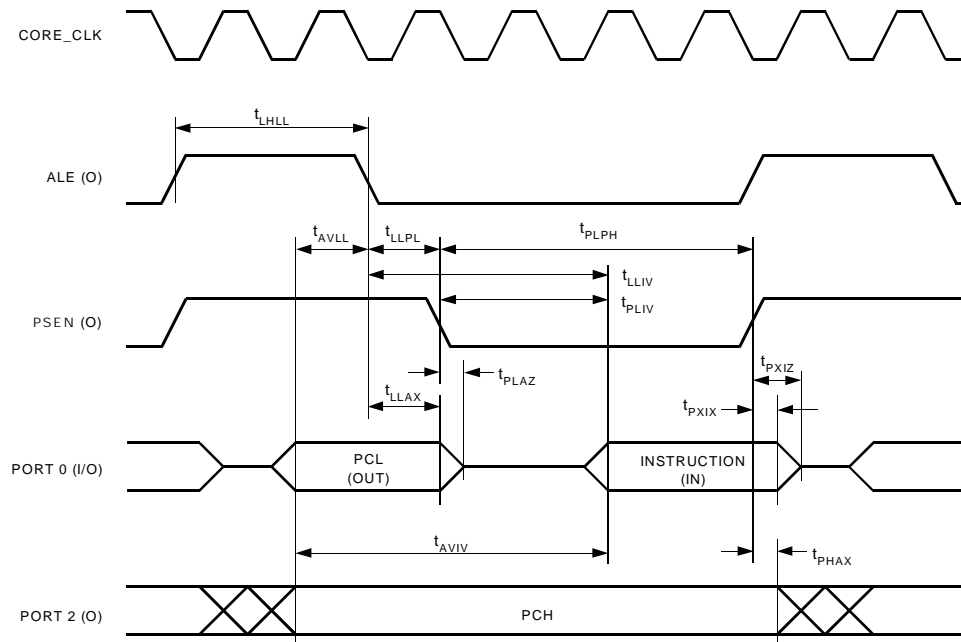 CORE_CLK
tLHLL
ALE (O)
tAVLL
tLLPL
tPLPH
tLLIV
tPLIV
PSEN (O)
tPXIZ
tPLAZ
tLLAX
tPXIX
PORT 0 (I/O)
PCL
(OUT)
INSTRUCTION
(IN)
tAVIV
tPHAX
PORT 2 (O)
PCH